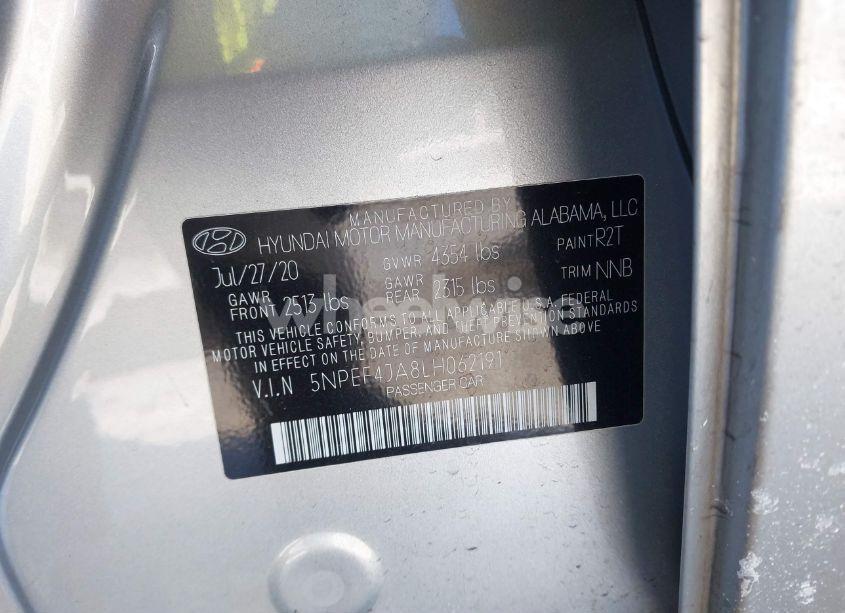 MANUFACTURED BY
HYUNDAI MOTOR MANUFACTURING ALABAMA, LLC
Jul/27/20 GVWR 4354 lbs PAINT R2T
GAWR FRONT 2513 lbs GAWR REAR 2315 lbs TRIM NNB
THIS VEHICLE CONFORMS TO ALL APPLICABLE U.S.A. FEDERAL
MOTOR VEHICLE SAFETY, BUMPER, AND THEFT PREVENTION STANDARDS
IN EFFECT ON THE DATE OF MANUFACTURE SHOWN ABOVE
V.I.N 5NPEF4JA8LH062191
PASSENGER CAR
wheelwise